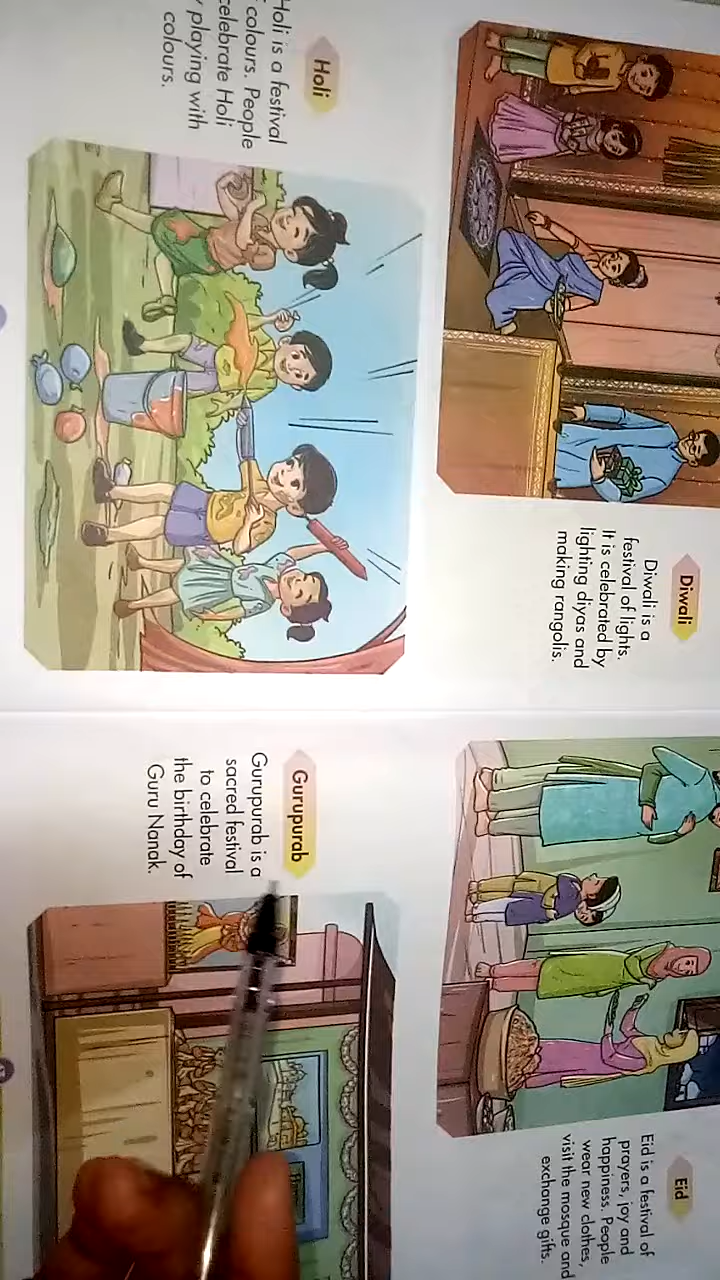 Diwali
Diwali is a
festival of lights.
It is celebrated by
lighting diyas and
making rangolis.
Holi
Holi is a festival
colours. People
celebrate Holi
playing with
colours.
Eid
Eid is a festival of
prayers, joy and
happiness. People
wear new clothes,
visit the mosque and
exchange gifts.
Gurupurab
Gurupurab is a
sacred festival
to celebrate
the birthday of
Guru Nanak.